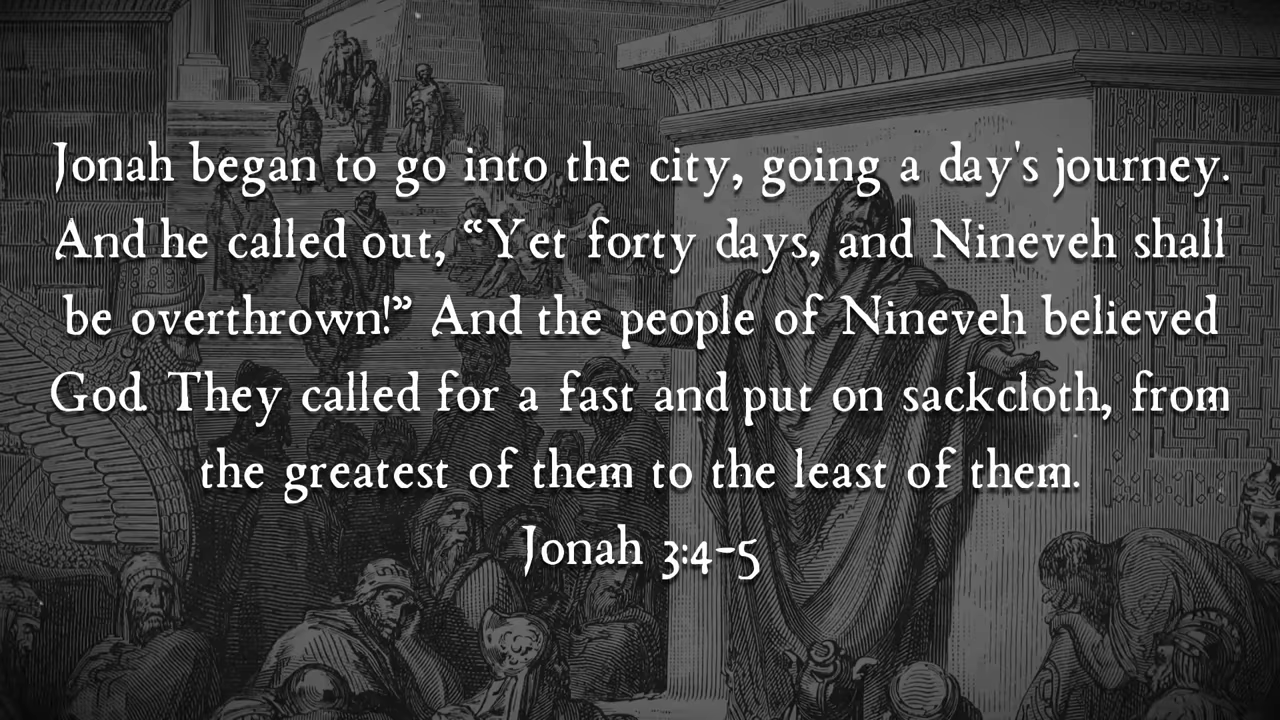 Jonah began to go into the city, going a day's journey.
And he called out, “Yet forty days, and Nineveh shall
be overthrown!” And the people of Nineveh believed
God. They called for a fast and put on sackcloth, from
the greatest of them to the least of them.
Jonah 3:4-5